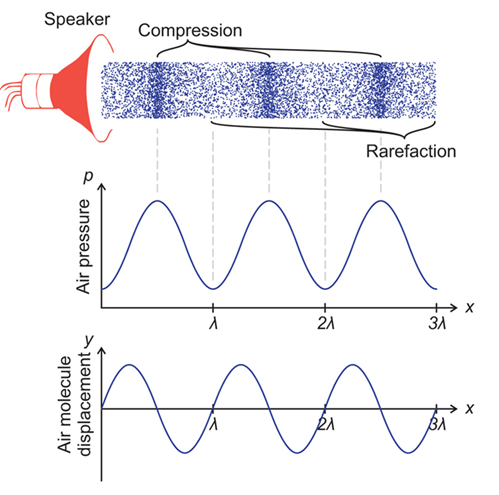 Speaker
Compression
Rarefaction
p
Air pressure
λ
2λ
3λ
x
y
Air molecule
displacement
λ
2λ
3λ
x